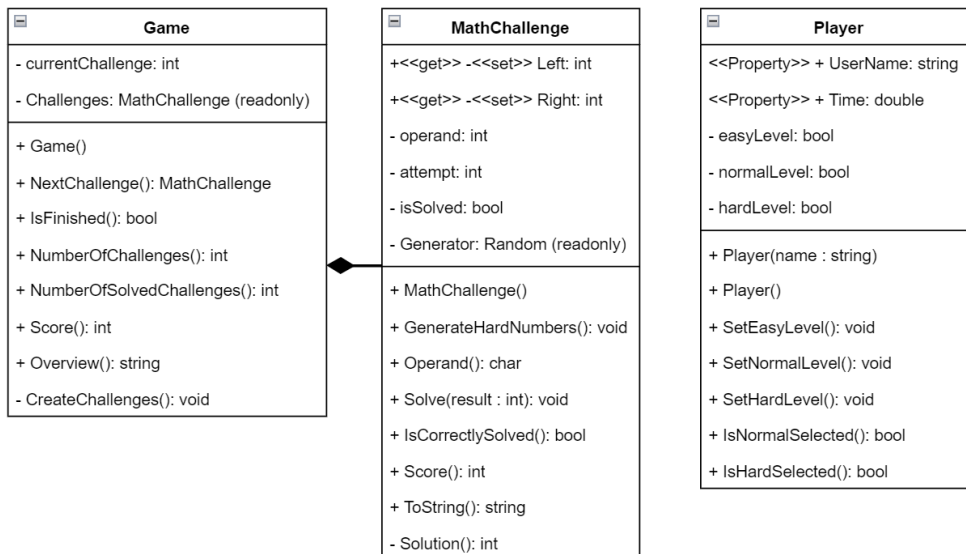 Game
- currentChallenge: int
- Challenges: MathChallenge (readonly)
+ Game()
+ NextChallenge(): MathChallenge
+ IsFinished(): bool
+ NumberOfChallenges(): int
+ NumberOfSolvedChallenges(): int
+ Score(): int
+ Overview(): string
- CreateChallenges(): void
MathChallenge
+<<get>> -<<set>> Left: int
+<<get>> -<<set>> Right: int
- operand: int
- attempt: int
- isSolved: bool
- Generator: Random (readonly)
+ MathChallenge()
+ GenerateHardNumbers(): void
+ Operand(): char
+ Solve(result : int): void
+ IsCorrectlySolved(): bool
+ Score(): int
+ ToString(): string
- Solution(): int
Player
<<Property>> + UserName: string
<<Property>> + Time: double
- easyLevel: bool
- normalLevel: bool
- hardLevel: bool
+ Player(name : string)
+ Player()
+ SetEasyLevel(): void
+ SetNormalLevel(): void
+ SetHardLevel(): void
+ IsNormalSelected(): bool
+ IsHardSelected(): bool